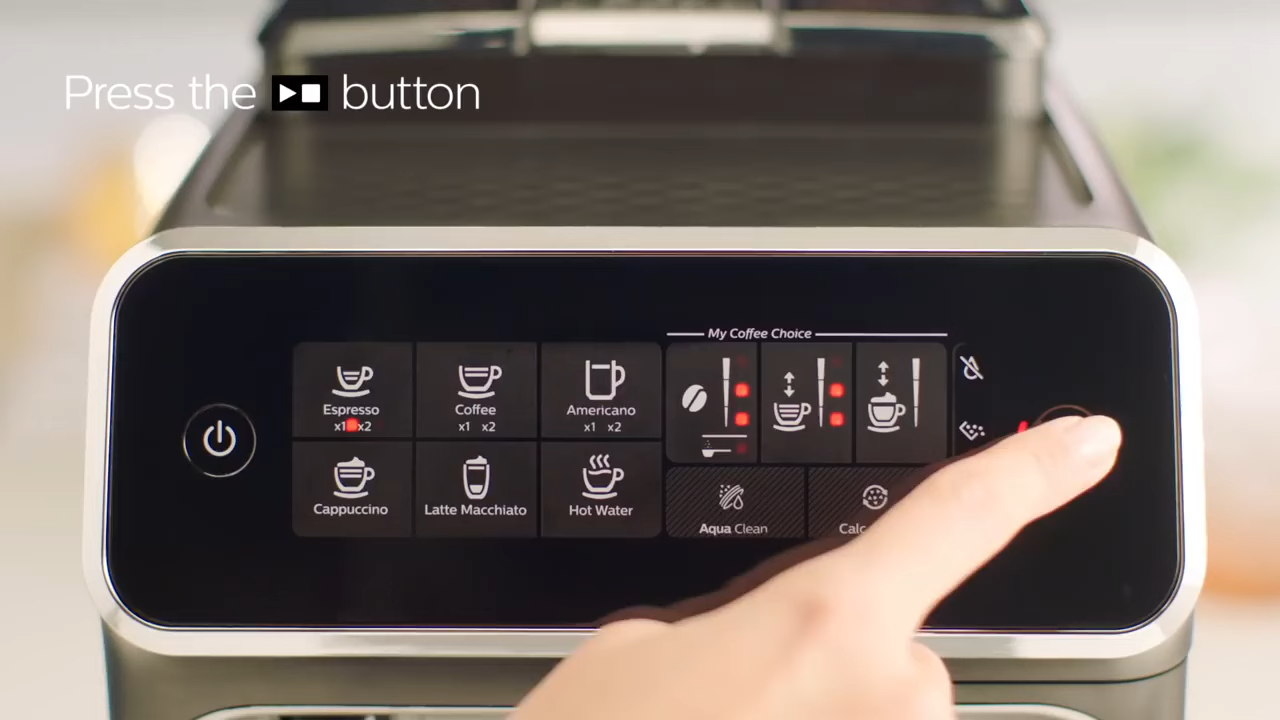 Press the button
My Coffee Choice
Espresso
x1 x2
Coffee
x1 x2
Americano
x1 x2
Cappuccino
Latte Macchiato
Hot Water
Aqua Clean
Calc